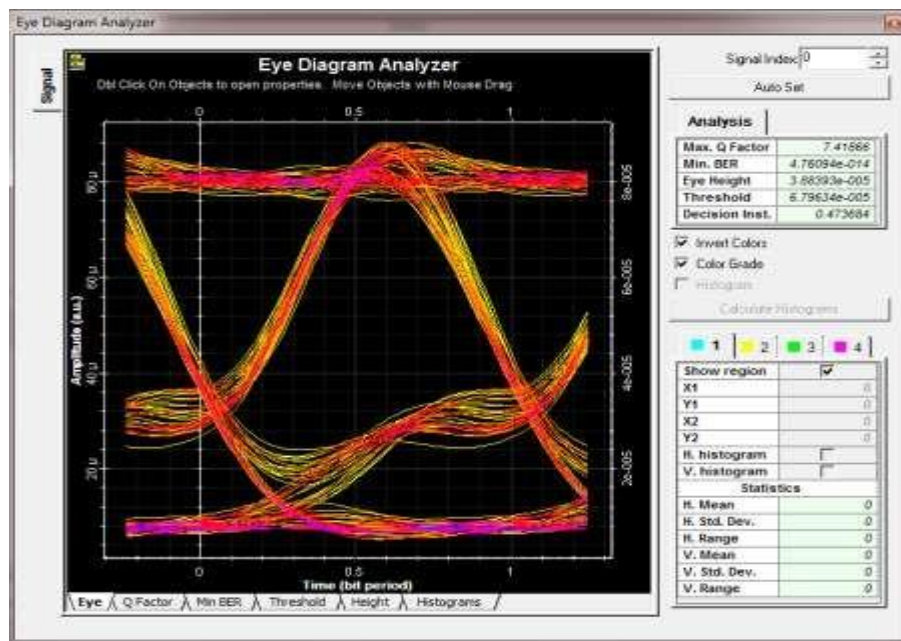 Eye Diagram Analyzer
Signal
Eye Diagram Analyzer
Dbl Click On Objects to open properties. Move Objects with Mouse Drag
0 0.5 1
Amplitude (a.u.)
80 µ
60 µ
40 µ
20 µ
8e-005
6e-005
4e-005
2e-005
0 0.5 1
Time (bit period)
Eye
Q Factor
Min BER
Threshold
Height
Histograms
Signal Index: 0
Auto Set
Analysis
Max. Q Factor 7.41866
Min. BER 4.76094e-014
Eye Height 3.88393e-005
Threshold 6.79634e-005
Decision Inst. 0.473684
Invert Colors
Color Grade
Histogram
Calculate Histograms
1 2 3 4
Show region
X1 0
Y1 0
X2 0
Y2 0
H. histogram
V. histogram
Statistics
H. Mean 0
H. Std. Dev. 0
H. Range 0
V. Mean 0
V. Std. Dev. 0
V. Range 0